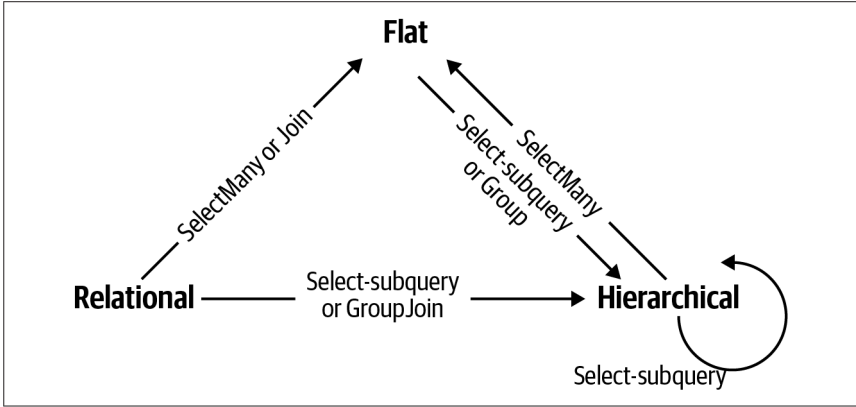 Flat
SelectMany or Join
Select-subquery
or Group
SelectMany
Relational
Select-subquery
or GroupJoin
Hierarchical
Select-subquery